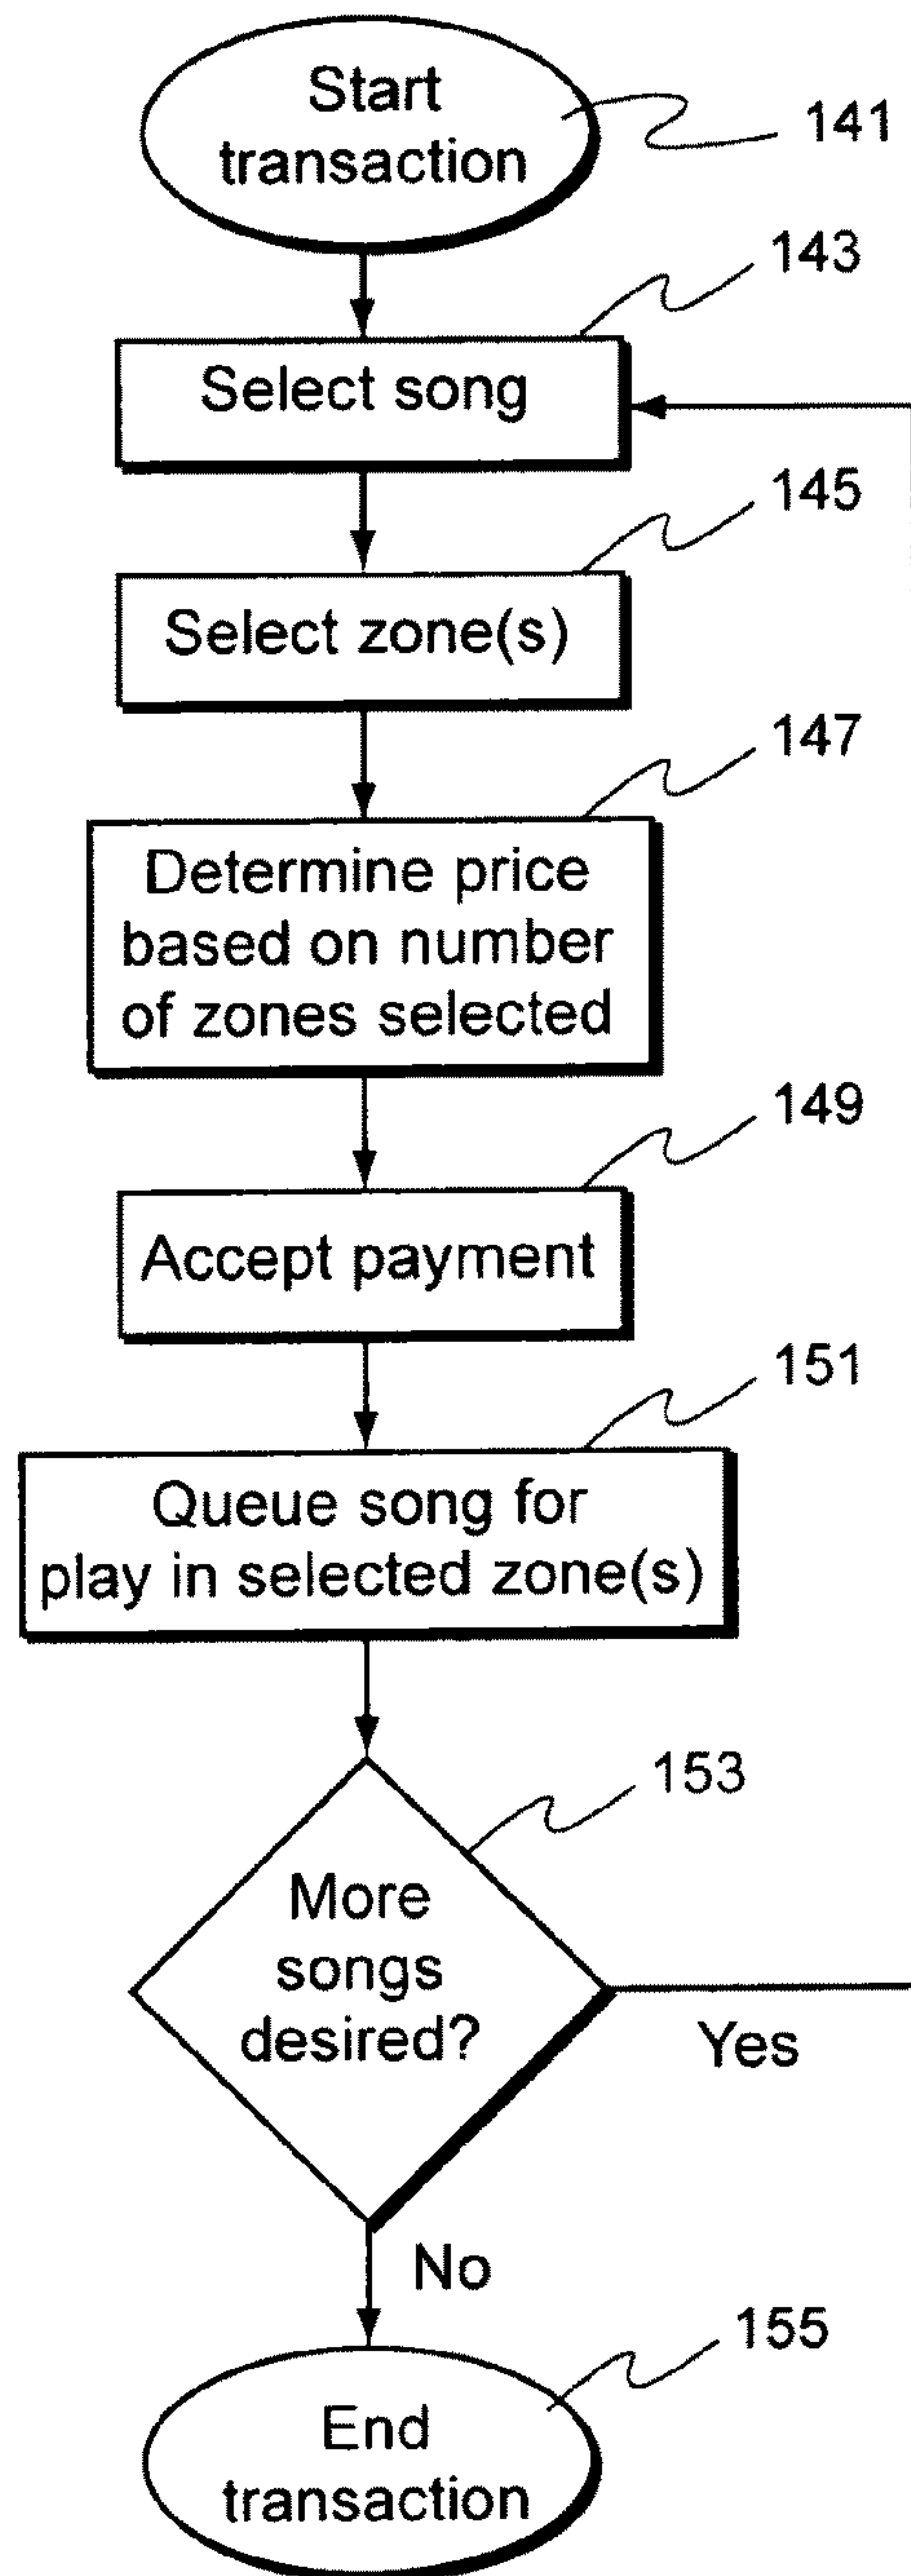 Start
transaction
141
143
Select song
145
Select zone(s)
147
Determine price
based on number
of zones selected
149
Accept payment
151
Queue song for
play in selected zone(s)
153
More
songs
desired?
Yes
No
155
End
transaction